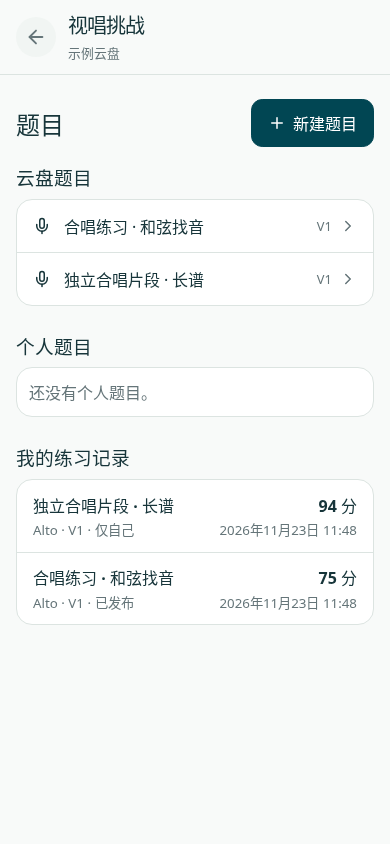 视唱挑战
示例云盘
题目
新建题目
云盘题目
合唱练习 · 和弦找音
V1
独立合唱片段 · 长谱
V1
个人题目
还没有个人题目。
我的练习记录
独立合唱片段 · 长谱
94 分
Alto · V1 · 仅自己
2026年11月23日 11:48
合唱练习 · 和弦找音
75 分
Alto · V1 · 已发布
2026年11月23日 11:48